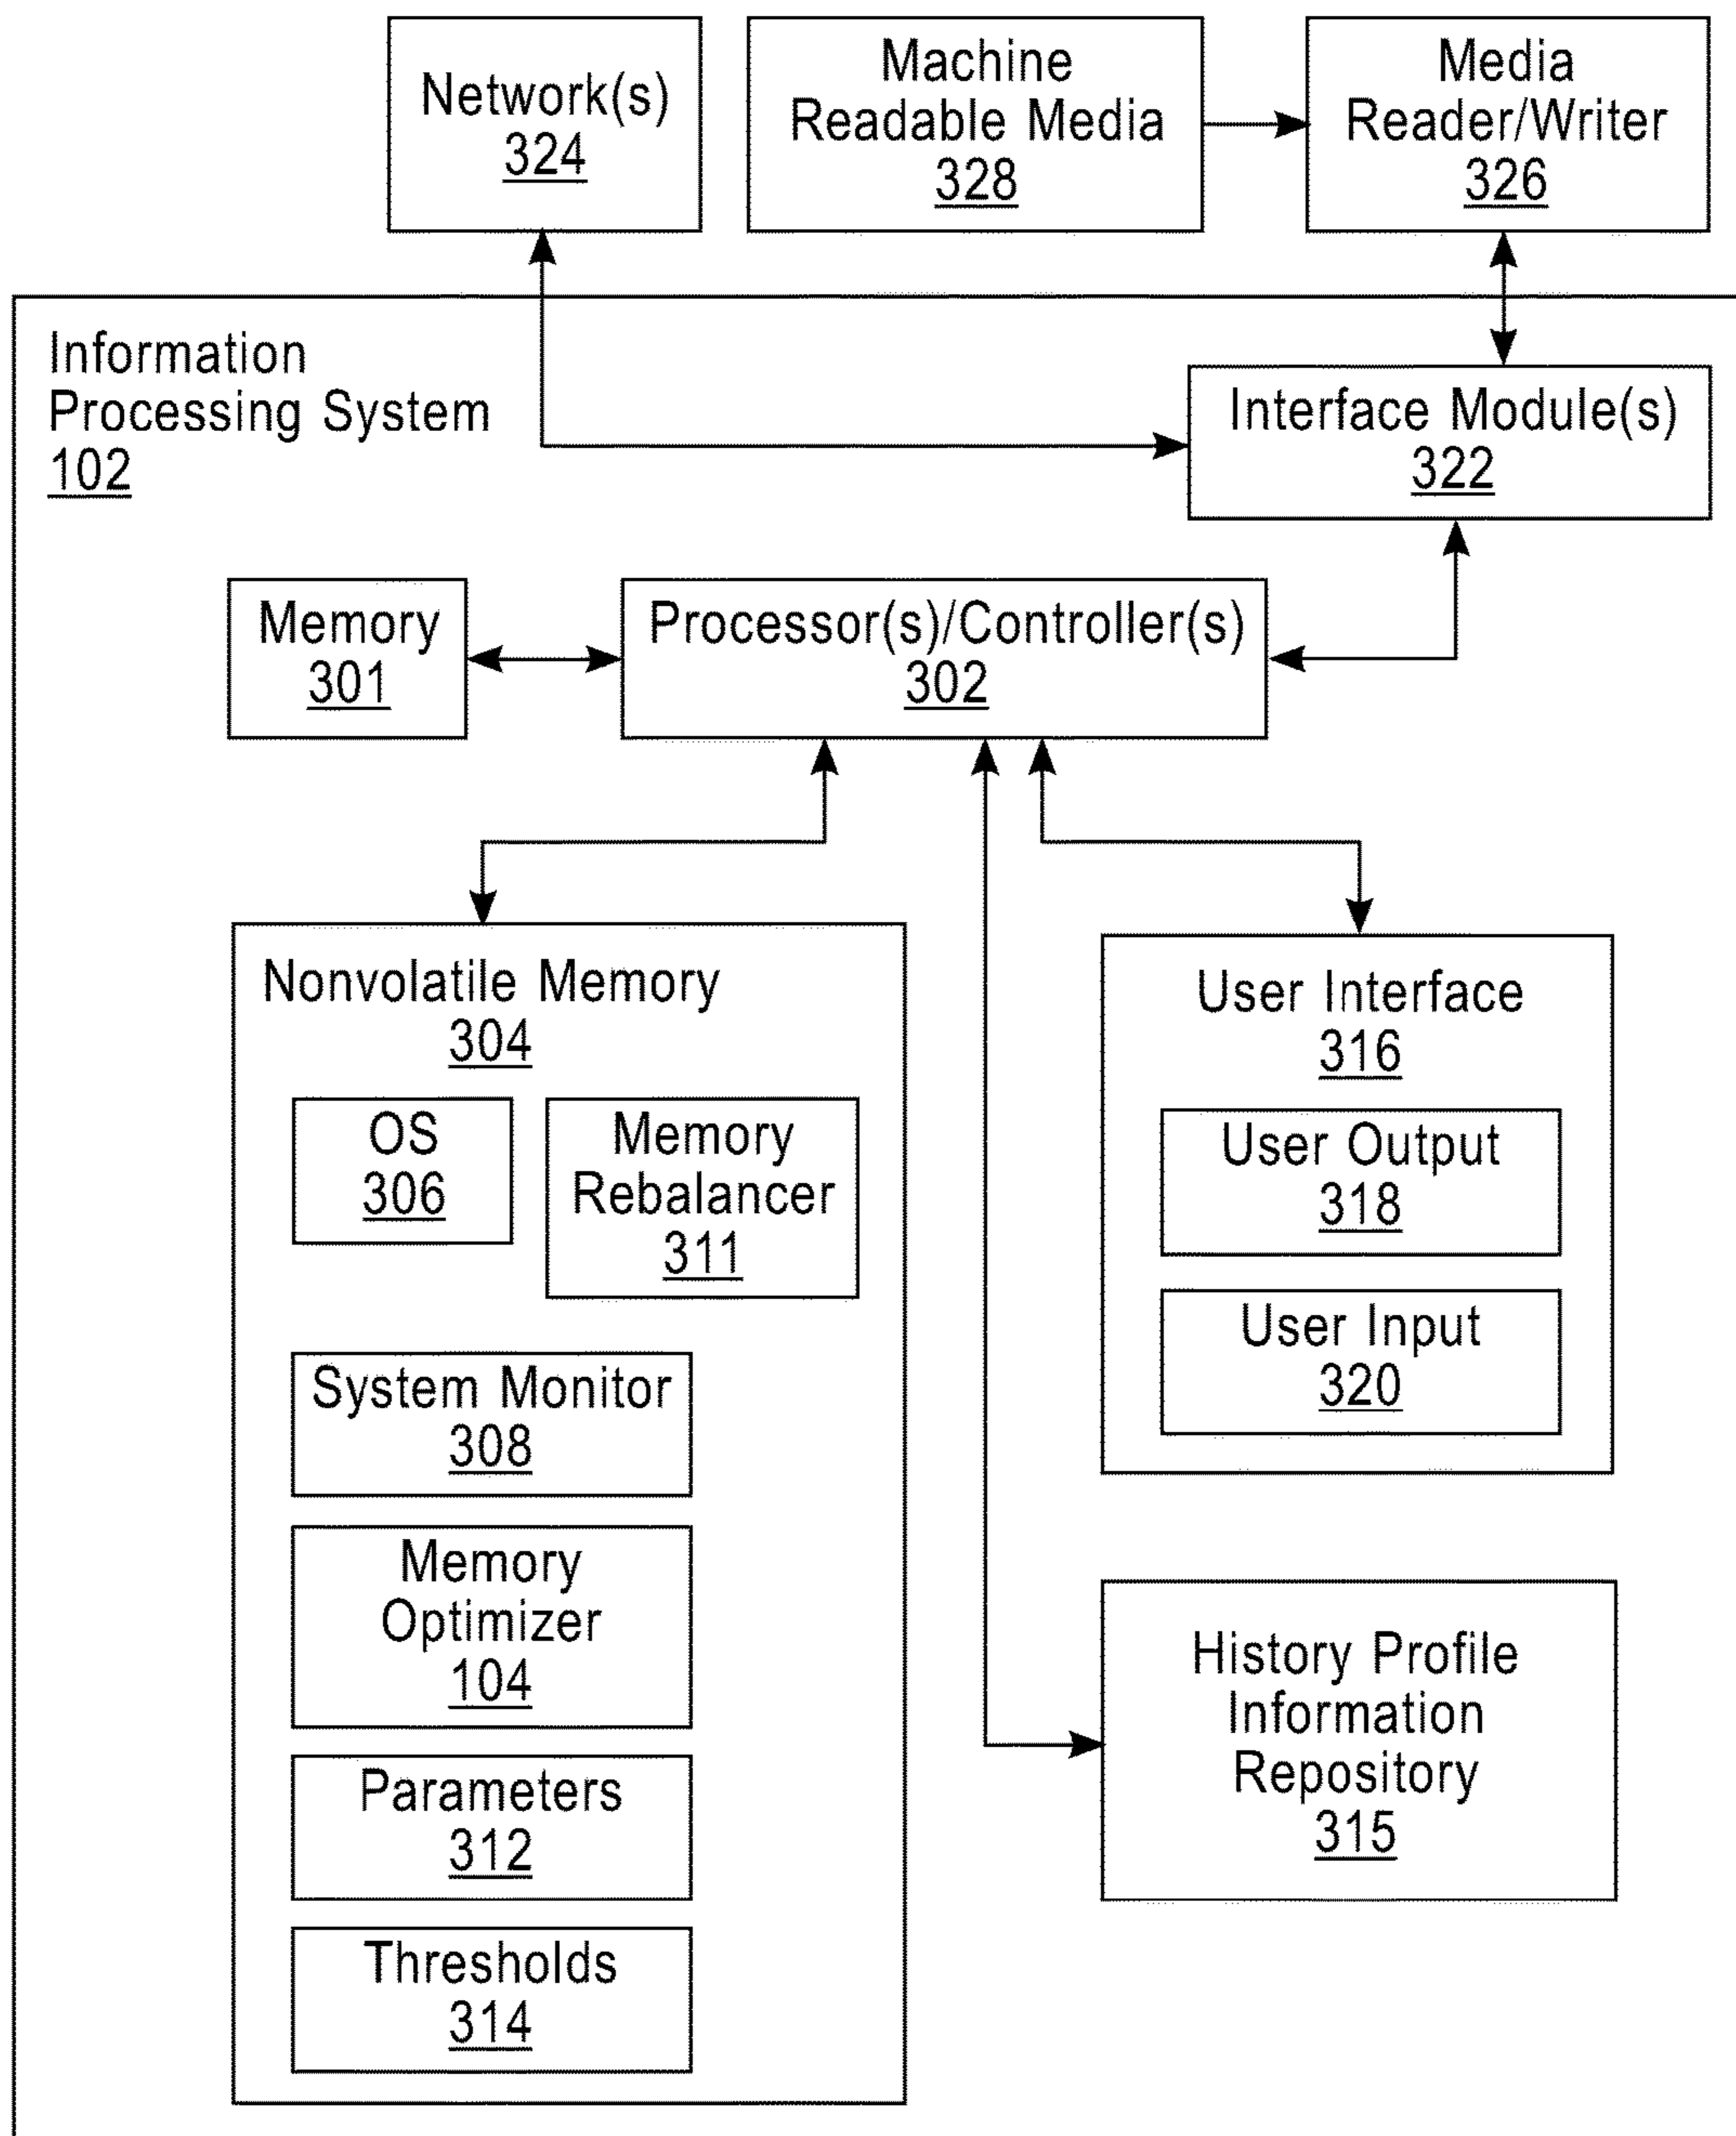 Network(s)
324
Machine
Readable Media
328
Media
Reader/Writer
326
Information
Processing System
102
Interface Module(s)
322
Memory
301
Processor(s)/Controller(s)
302
Nonvolatile Memory
304
OS
306
Memory
Rebalancer
311
System Monitor
308
Memory
Optimizer
104
Parameters
312
Thresholds
314
User Interface
316
User Output
318
User Input
320
History Profile
Information
Repository
315